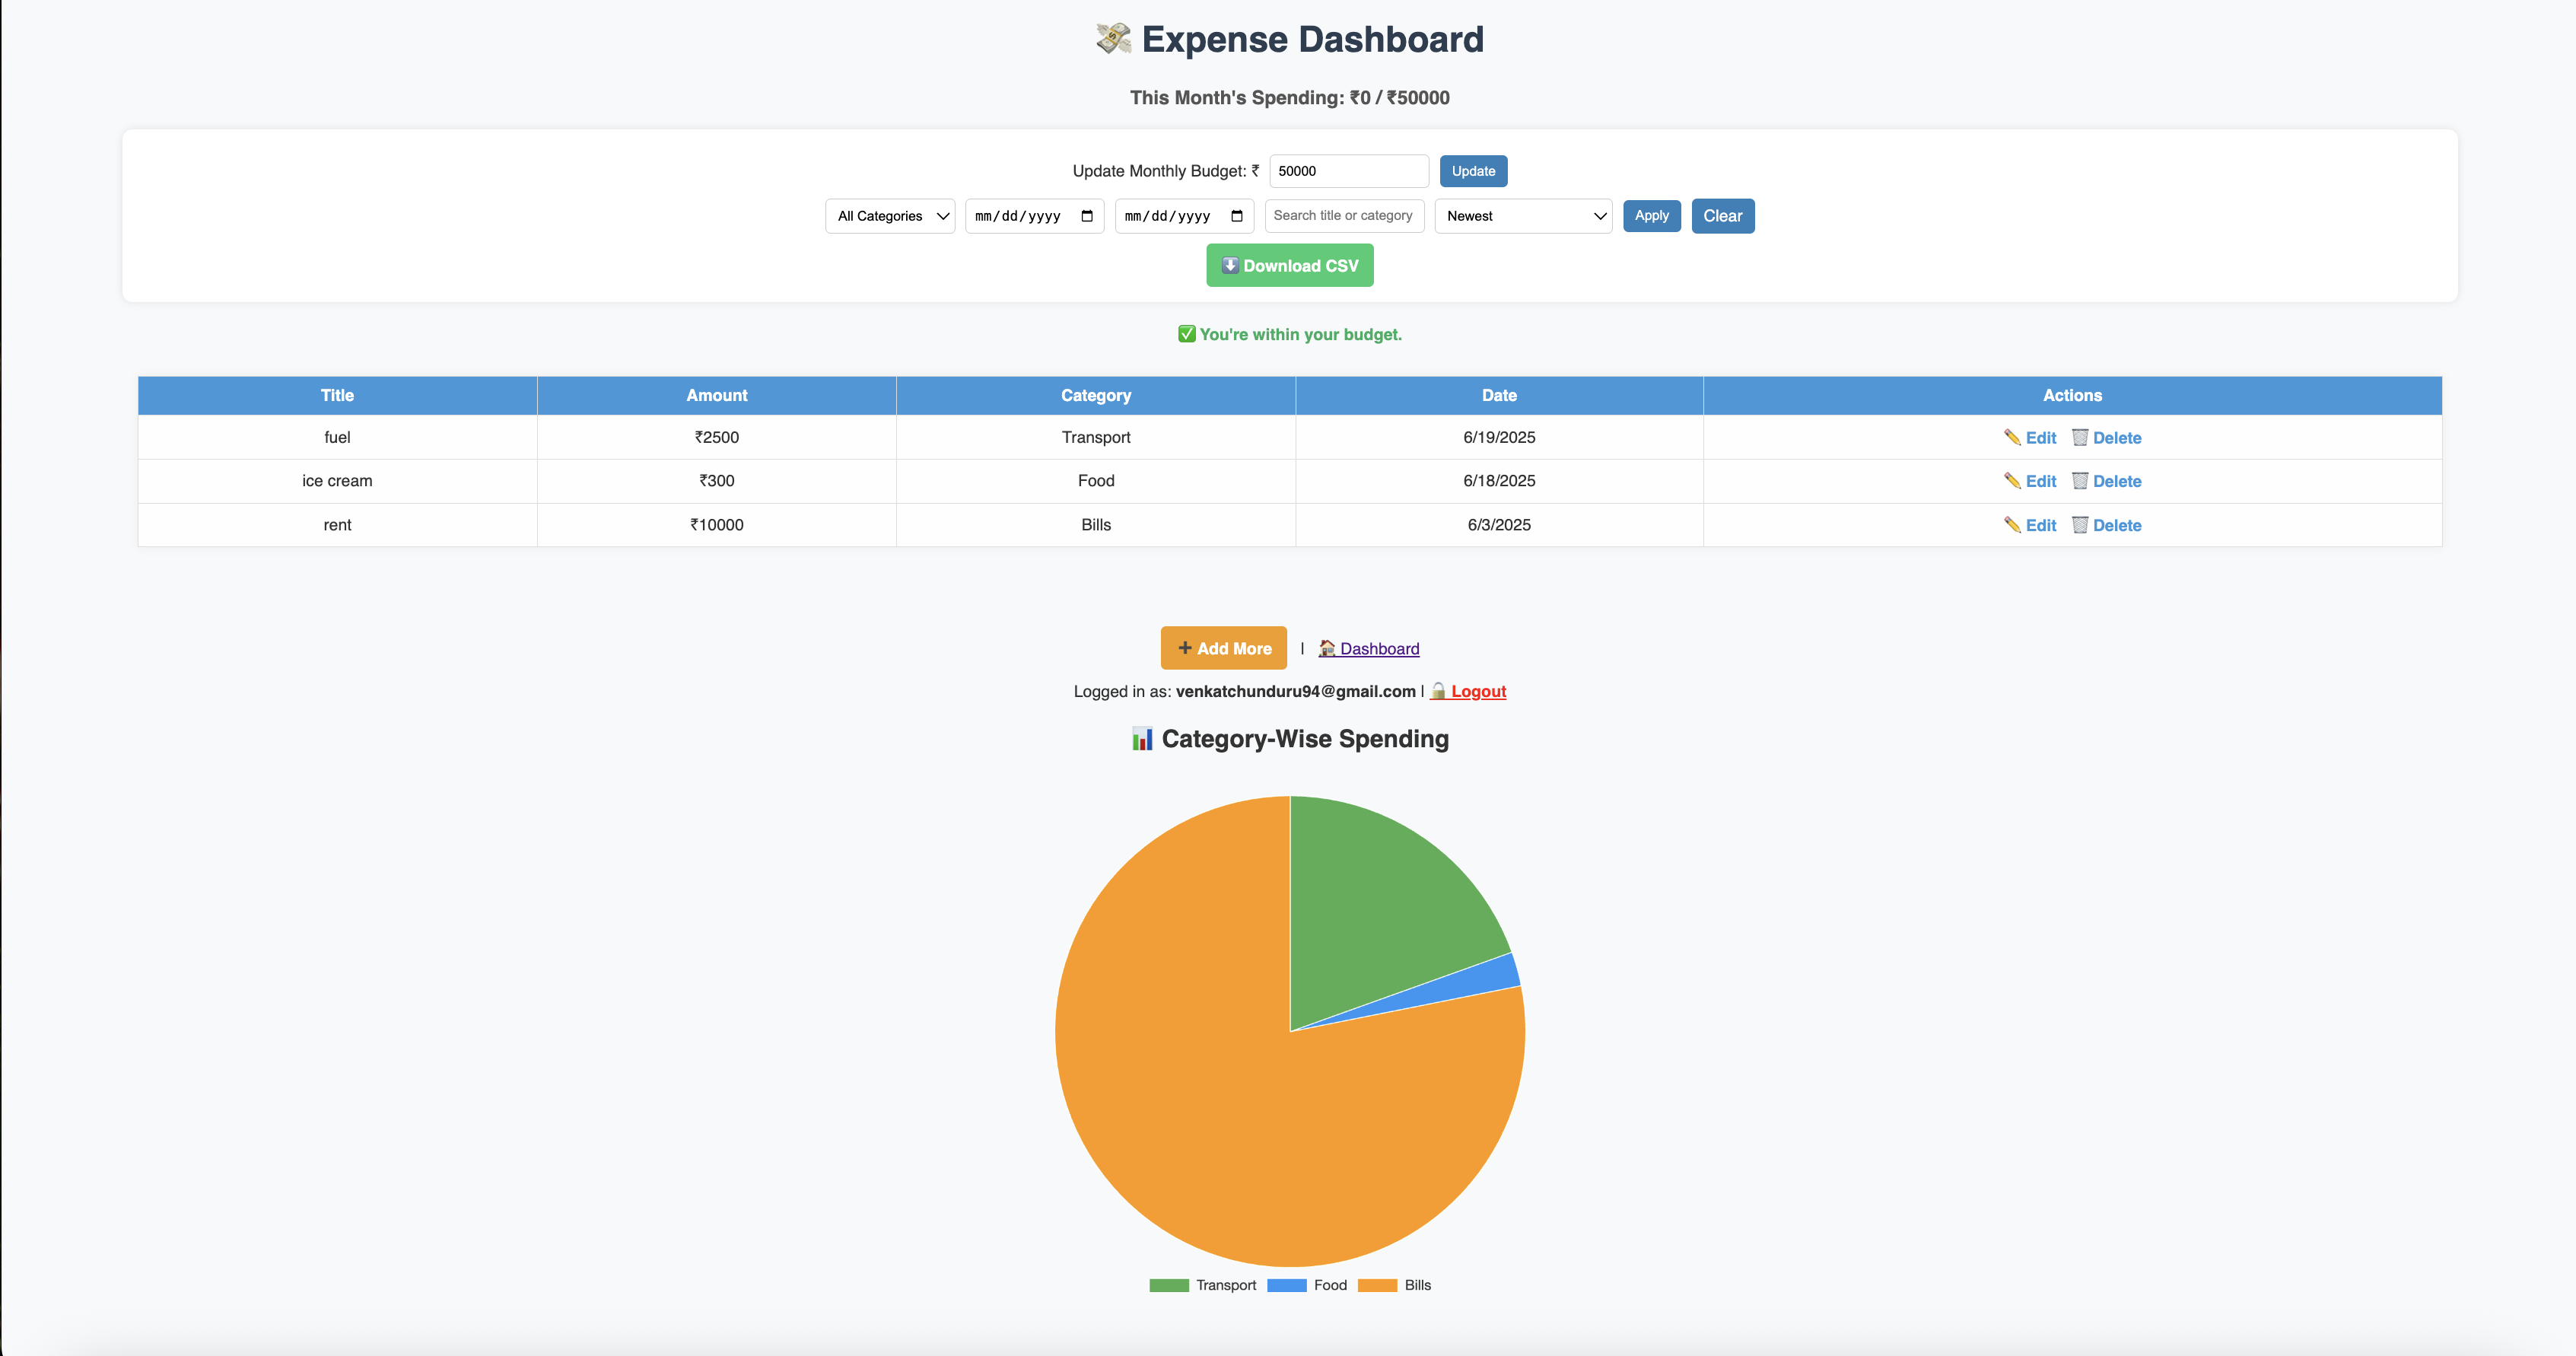 💸 Expense Dashboard
This Month's Spending: ₹0 / ₹50000
Update Monthly Budget: ₹ 50000 Update
All Categories mm/dd/yyyy mm/dd/yyyy Search title or category Newest Apply Clear
⬇️ Download CSV
✅ You're within your budget.
Title Amount Category Date Actions
fuel ₹2500 Transport 6/19/2025 ✏️ Edit 🗑️ Delete
ice cream ₹300 Food 6/18/2025 ✏️ Edit 🗑️ Delete
rent ₹10000 Bills 6/3/2025 ✏️ Edit 🗑️ Delete
➕ Add More | 🏠 Dashboard
Logged in as: venkatchunduru94@gmail.com | 🔒 Logout
📊 Category-Wise Spending
Transport Food Bills